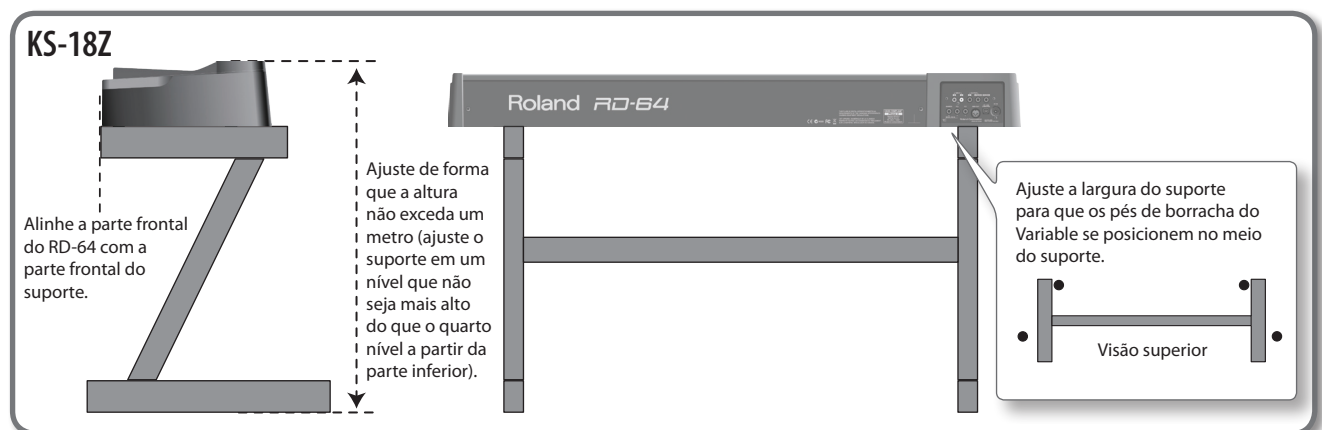 KS-18Z
Alinhe a parte frontal
do RD-64 com a
parte frontal do
suporte.
Ajuste de forma
que a altura
não exceda um
metro (ajuste o
suporte em um
nível que não
seja mais alto
do que o quarto
nível a partir da
parte inferior).
Roland RD-64
Ajuste a largura do suporte
para que os pés de borracha do
Variable se posicionem no meio
do suporte.
Visão superior